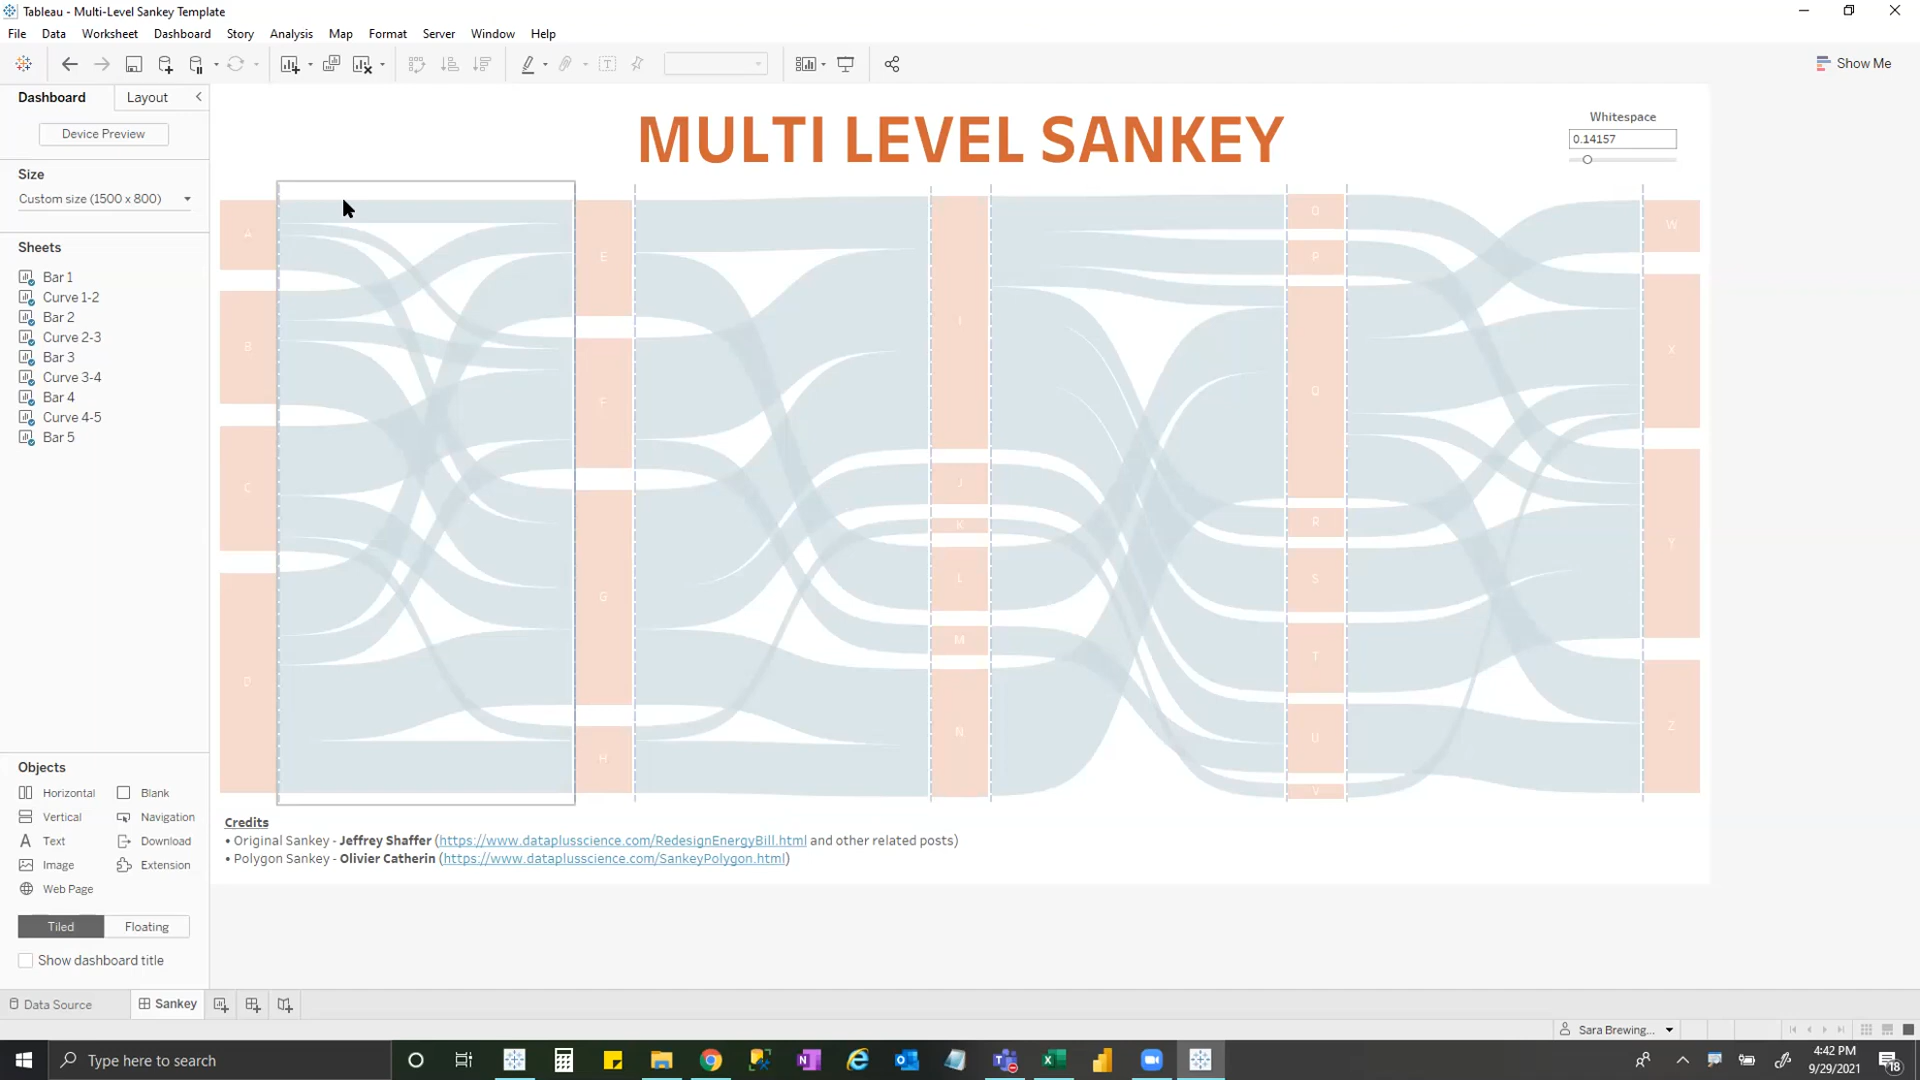 Tableau - Multi-Level Sankey Template
File Data Worksheet Dashboard Story Analysis Map Format Server Window Help
Show Me
Dashboard Layout
Device Preview
Size
Custom size (1500 x 800)
Sheets
Bar 1
Curve 1-2
Bar 2
Curve 2-3
Bar 3
Curve 3-4
Bar 4
Curve 4-5
Bar 5
Objects
Horizontal Blank
Vertical Navigation
Text Download
Image Extension
Web Page
Tiled Floating
Show dashboard title
MULTI LEVEL SANKEY
Whitespace
0.14157
A
B
C
D
E
F
G
H
I
J
K
L
M
N
O
P
Q
R
S
T
U
V
W
X
Y
Z
Credits
• Original Sankey - Jeffrey Shaffer (https://www.dataplusscience.com/RedesignEnergyBill.html and other related posts)
• Polygon Sankey - Olivier Catherin (https://www.dataplusscience.com/SankeyPolygon.html)
Data Source Sankey
Sara Brewing...
Type here to search
4:42 PM
9/29/2021
18